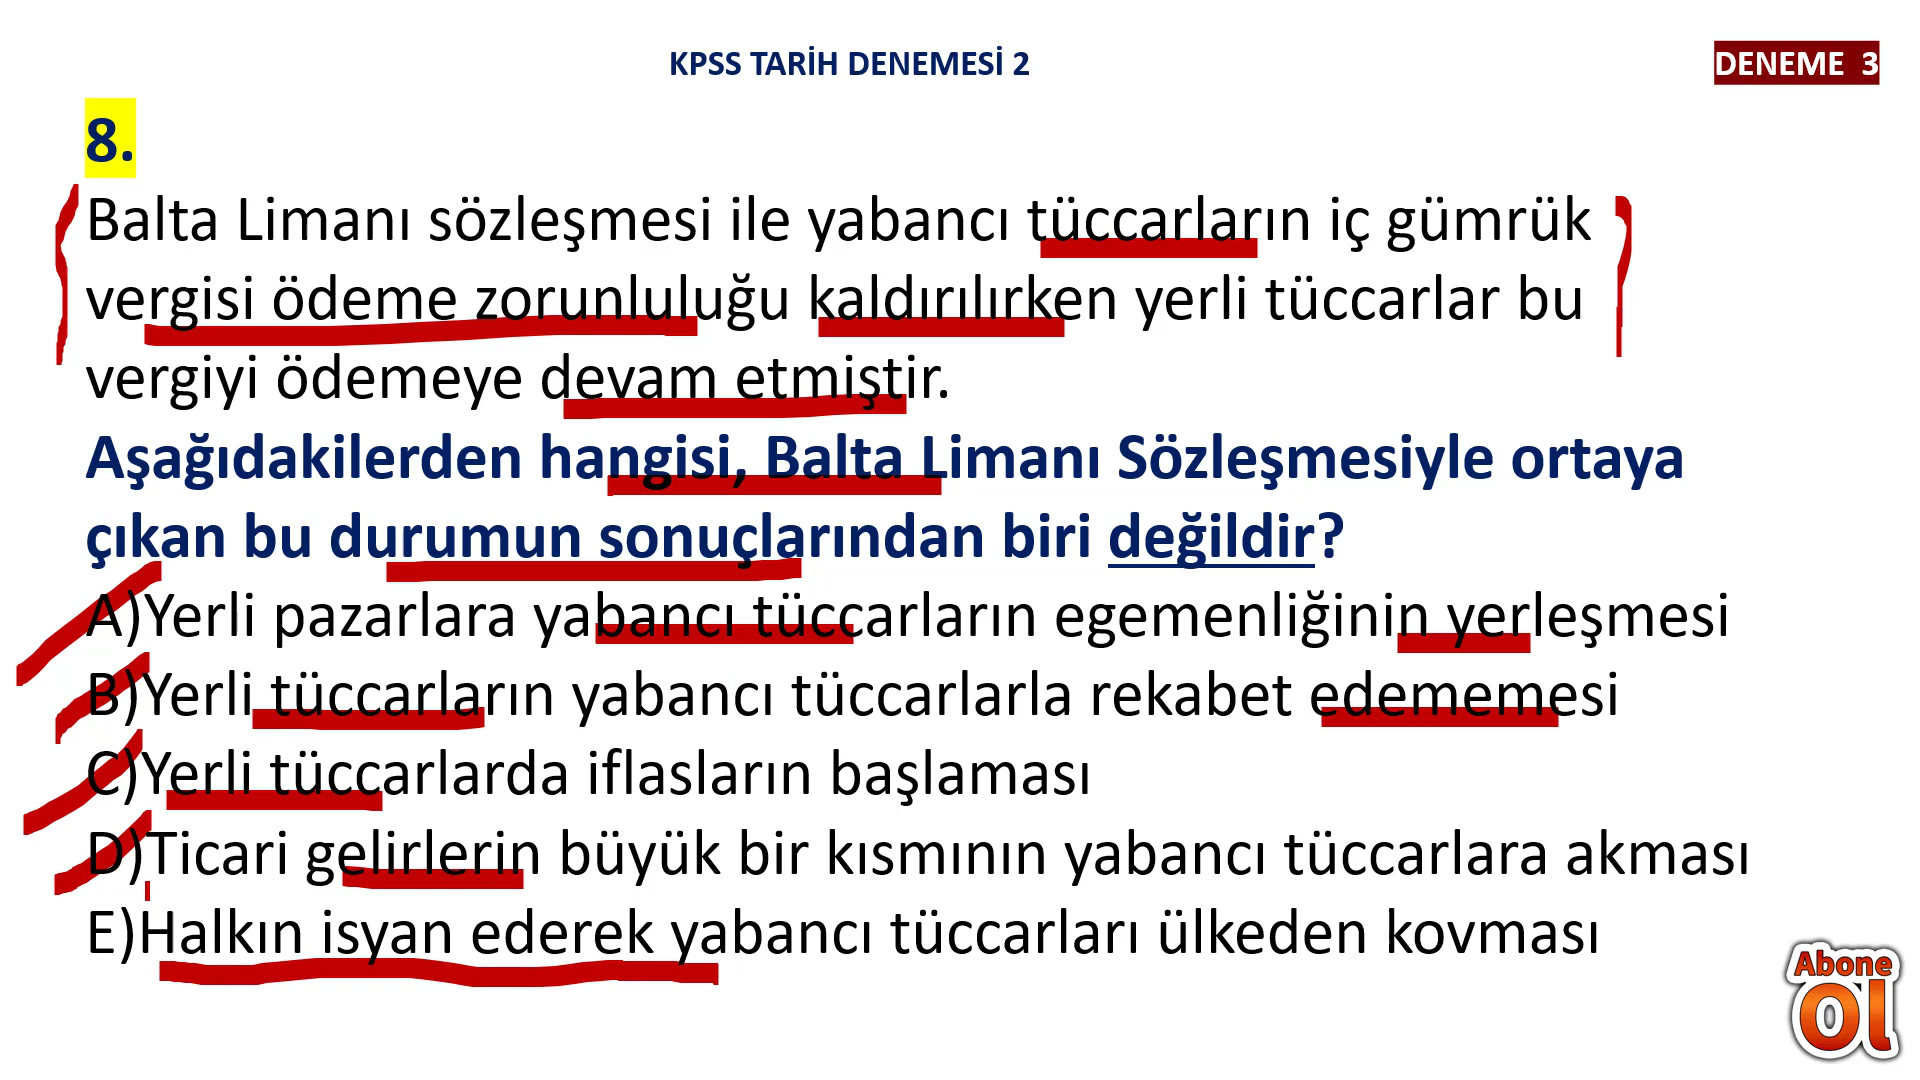 KPSS TARİH DENEMESİ 2
DENEME 3
8.
Balta Limanı sözleşmesi ile yabancı tüccarların iç gümrük
vergisi ödeme zorunluluğu kaldırılırken yerli tüccarlar bu
vergiyi ödemeye devam etmiştir.
Aşağıdakilerden hangisi, Balta Limanı Sözleşmesiyle ortaya
çıkan bu durumun sonuçlarından biri değildir?
A)Yerli pazarlara yabancı tüccarların egemenliğinin yerleşmesi
B)Yerli tüccarların yabancı tüccarlarla rekabet edememesi
C)Yerli tüccarlarda iflasların başlaması
D)Ticari gelirlerin büyük bir kısmının yabancı tüccarlara akması
E)Halkın isyan ederek yabancı tüccarları ülkeden kovması
Abone
ol